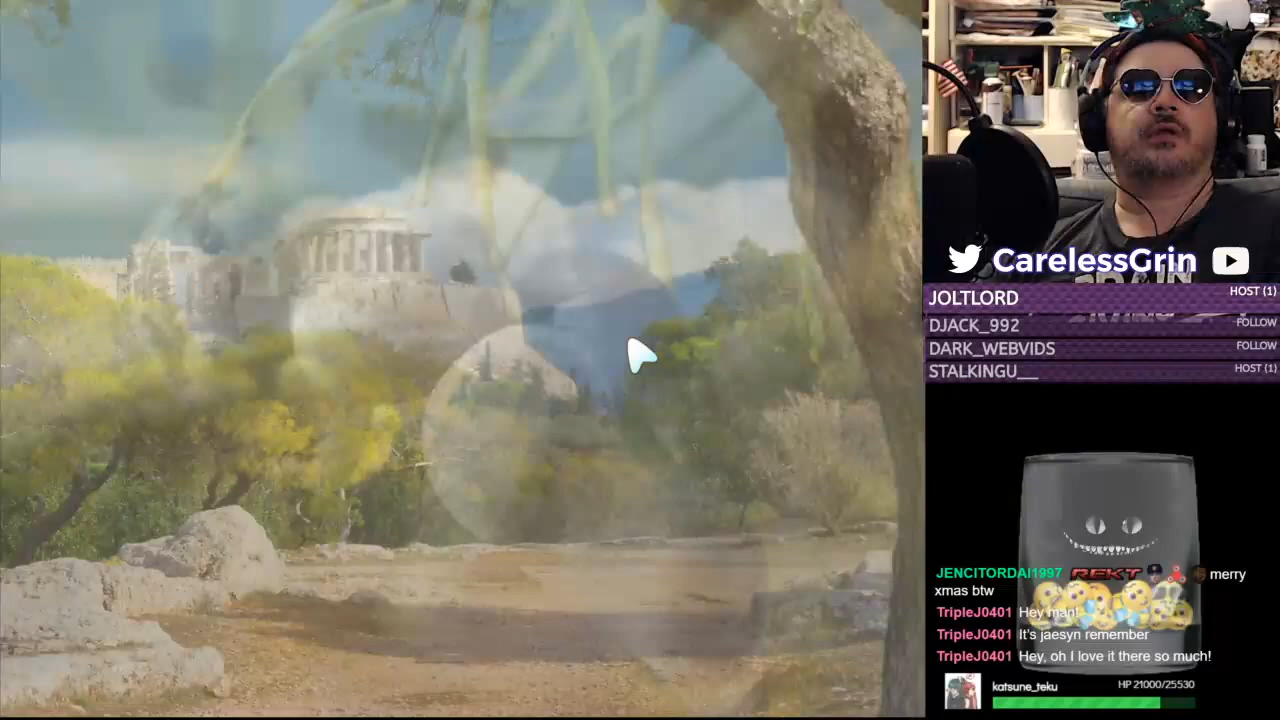 CarelessGrin
JOLTLORD HOST (1)
DJACK_992 FOLLOW
DARK_WEBVIDS FOLLOW
STALKINGU__ HOST (1)
JENCITORDAI1997 REKT merry
xmas btw
TripleJ0401 Hey man!
TripleJ0401 It's jaesyn remember
TripleJ0401 Hey, oh I love it there so much!
katsune_teku HP 21000/25530